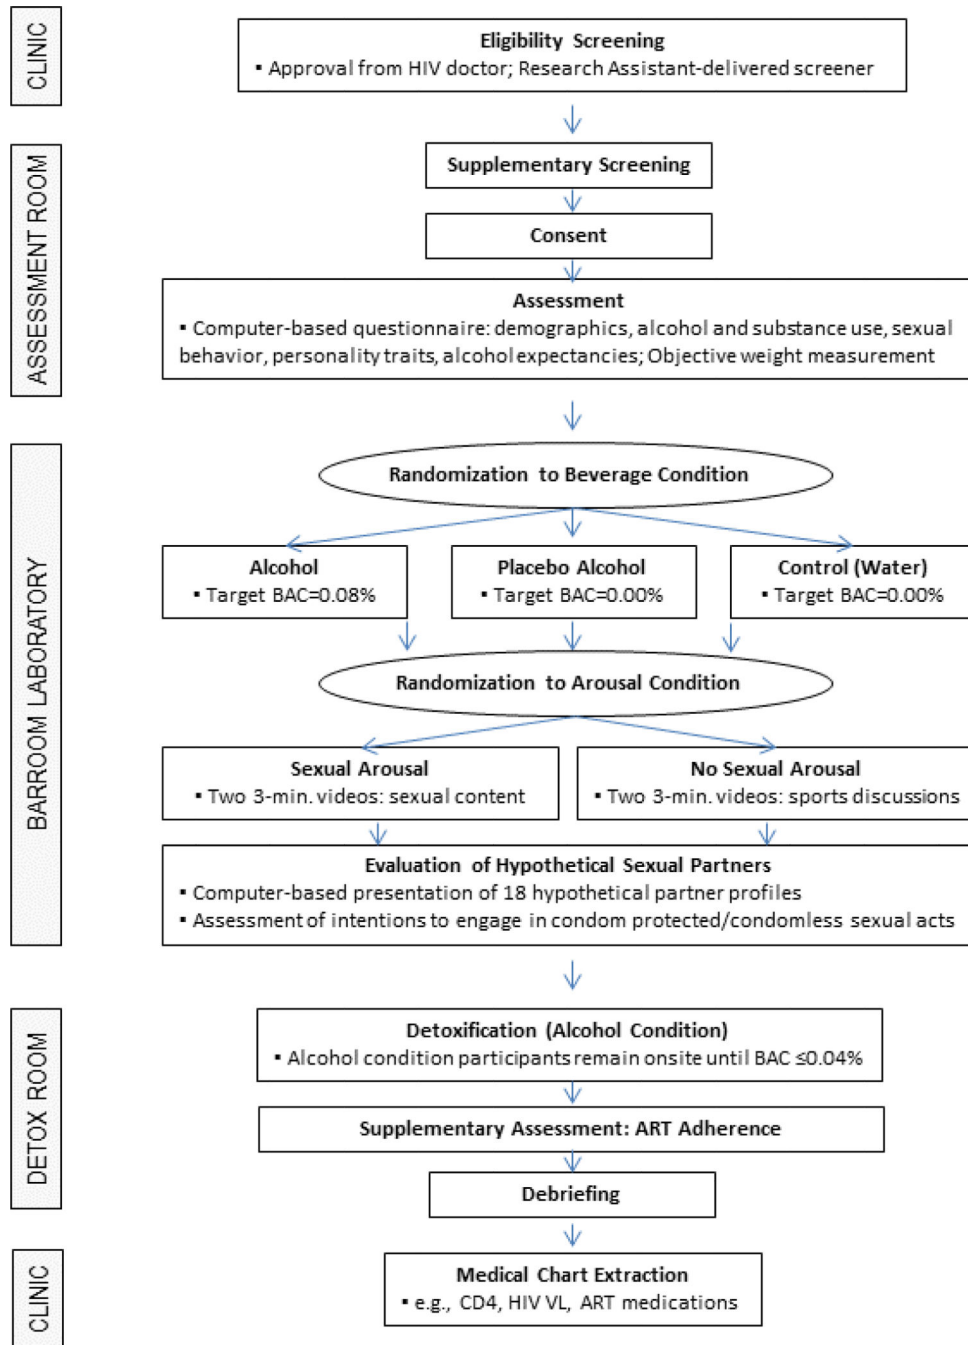 CLINIC
Eligibility Screening
▪ Approval from HIV doctor; Research Assistant-delivered screener
ASSESSMENT ROOM
Supplementary Screening
Consent
Assessment
▪ Computer-based questionnaire: demographics, alcohol and substance use, sexual
behavior, personality traits, alcohol expectancies; Objective weight measurement
BARROOM LABORATORY
Randomization to Beverage Condition
Alcohol
▪ Target BAC=0.08%
Placebo Alcohol
▪ Target BAC=0.00%
Control (Water)
▪ Target BAC=0.00%
Randomization to Arousal Condition
Sexual Arousal
▪ Two 3-min. videos: sexual content
No Sexual Arousal
▪ Two 3-min. videos: sports discussions
Evaluation of Hypothetical Sexual Partners
▪ Computer-based presentation of 18 hypothetical partner profiles
▪ Assessment of intentions to engage in condom protected/condomless sexual acts
DETOX ROOM
Detoxification (Alcohol Condition)
▪ Alcohol condition participants remain onsite until BAC ≤0.04%
Supplementary Assessment: ART Adherence
Debriefing
CLINIC
Medical Chart Extraction
▪ e.g., CD4, HIV VL, ART medications